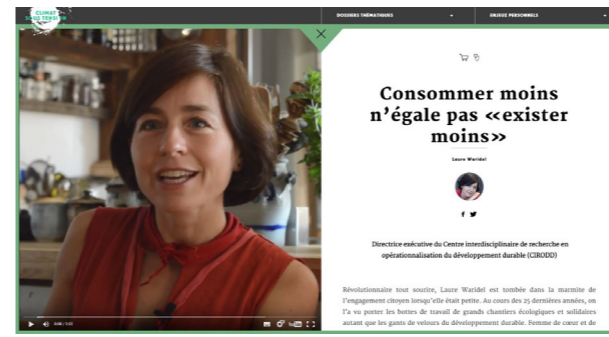 CLIMAT
SOUS TENSION
DOSSIERS THÉMATIQUES
ENJEUX PERSONNELS
Consommer moins
n’égale pas «exister
moins»
Laure Waridel
Directrice exécutive du Centre interdisciplinaire de recherche en
opérationnalisation du développement durable (CIRODD)
Révolutionnaire tout sourire, Laure Waridel est tombée dans la marmite de
l’engagement citoyen lorsqu’elle était petite. Au cours des 25 dernières années, on
l’a vu porter les bottes de travail de grands chantiers écologiques et solidaires
autant que les gants de velours du développement durable. Femme de cœur et de